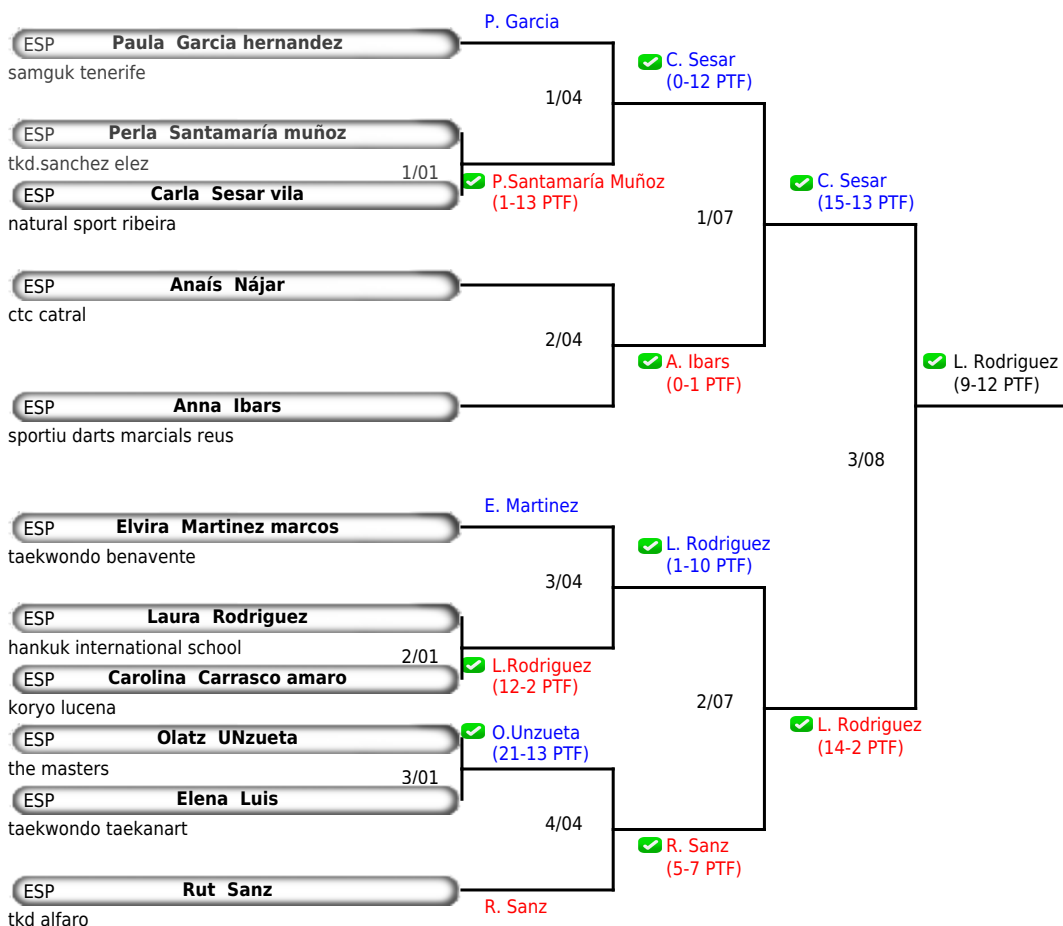 P. Garcia
ESP Paula Garcia hernandez
samguk tenerife
C. Sesar
(0-12 PTF)
1/04
ESP Perla Santamaría muñoz
tkd.sanchez elez
1/01
P.Santamaría Muñoz
(1-13 PTF)
ESP Carla Sesar vila
natural sport ribeira
C. Sesar
(15-13 PTF)
1/07
ESP Anaís Nájar
ctc catral
2/04
A. Ibars
(0-1 PTF)
L. Rodriguez
(9-12 PTF)
ESP Anna Ibars
sportiu darts marcials reus
3/08
E. Martinez
ESP Elvira Martinez marcos
taekwondo benavente
L. Rodriguez
(1-10 PTF)
3/04
ESP Laura Rodriguez
hankuk international school
2/01
L.Rodriguez
(12-2 PTF)
ESP Carolina Carrasco amaro
koryo lucena
2/07
L. Rodriguez
(14-2 PTF)
ESP Olatz UNzueta
the masters
O.Unzueta
(21-13 PTF)
3/01
ESP Elena Luis
taekwondo taekanart
4/04
R. Sanz
(5-7 PTF)
ESP Rut Sanz
tkd alfaro
R. Sanz